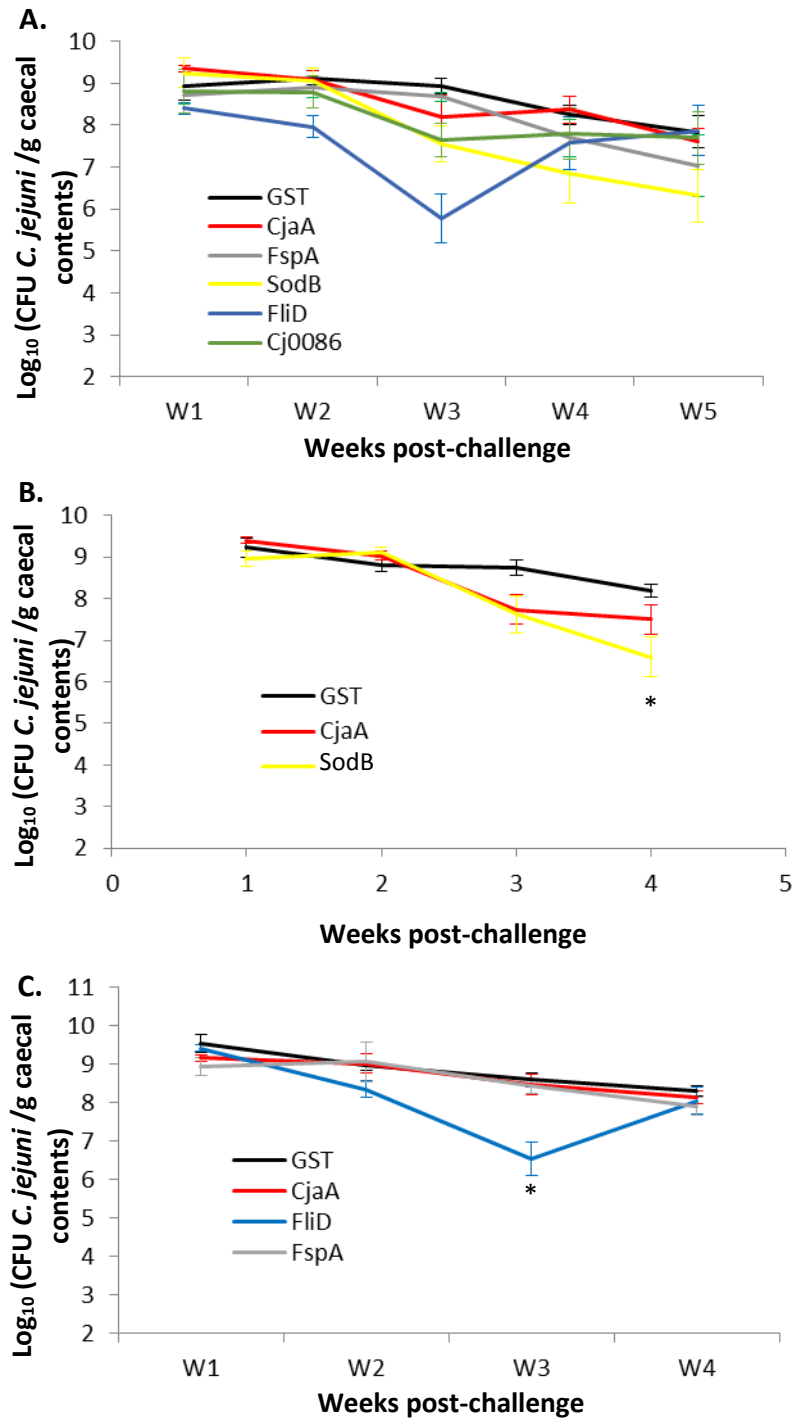 A.
Log₁₀ (CFU C. jejuni /g caecal
contents)
10
9
8
7
6
5
4
3
2
GST
CjaA
FspA
SodB
FliD
Cj0086
W1 W2 W3 W4 W5
Weeks post-challenge
B.
Log₁₀ (CFU C. jejuni /g caecal
contents)
10
9
8
7
6
5
4
3
2
GST
CjaA
SodB
*
0 1 2 3 4 5
Weeks post-challenge
C.
Log₁₀ (CFU C. jejuni /g caecal
contents)
11
10
9
8
7
6
5
4
3
2
GST
CjaA
FliD
FspA
*
W1 W2 W3 W4
Weeks post-challenge